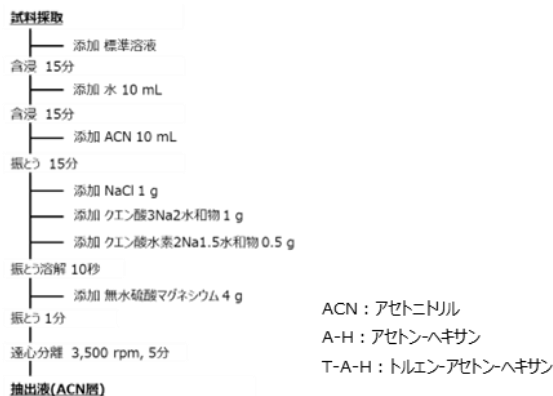 試料採取
添加 標準溶液
含浸 15分
添加 水 10 mL
含浸 15分
添加 ACN 10 mL
振とう 15分
添加 NaCl 1 g
添加 クエン酸3Na2水和物 1 g
添加 クエン酸水素2Na1.5水和物 0.5 g
振とう溶解 10秒
添加 無水硫酸マグネシウム 4 g
振とう 1分
遠心分離 3,500 rpm, 5分
抽出液(ACN層)
ACN：アセトニトリル
A-H：アセトン-ヘキサン
T-A-H：トルエン-アセトン-ヘキサン